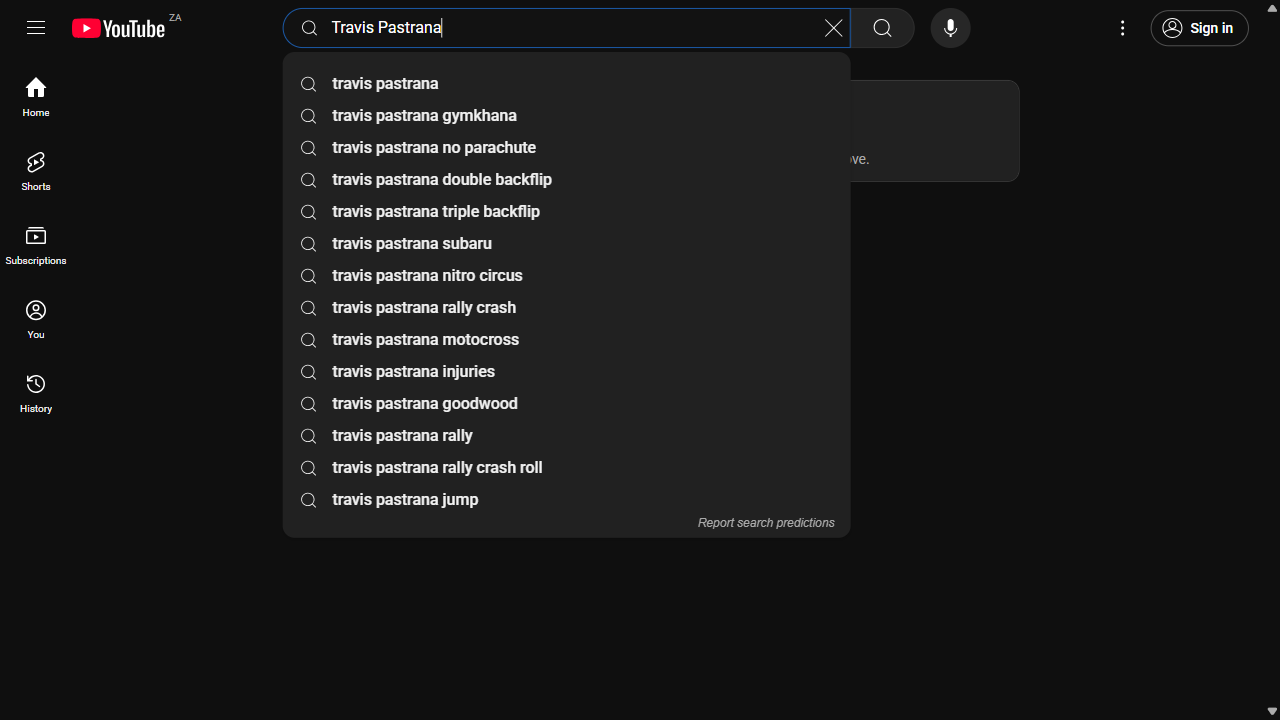 YouTube ZA
Travis Pastrana
Sign in
Home
Shorts
Subscriptions
You
History
travis pastrana
travis pastrana gymkhana
travis pastrana no parachute
travis pastrana double backflip
travis pastrana triple backflip
travis pastrana subaru
travis pastrana nitro circus
travis pastrana rally crash
travis pastrana motocross
travis pastrana injuries
travis pastrana goodwood
travis pastrana rally
travis pastrana rally crash roll
travis pastrana jump
Report search predictions